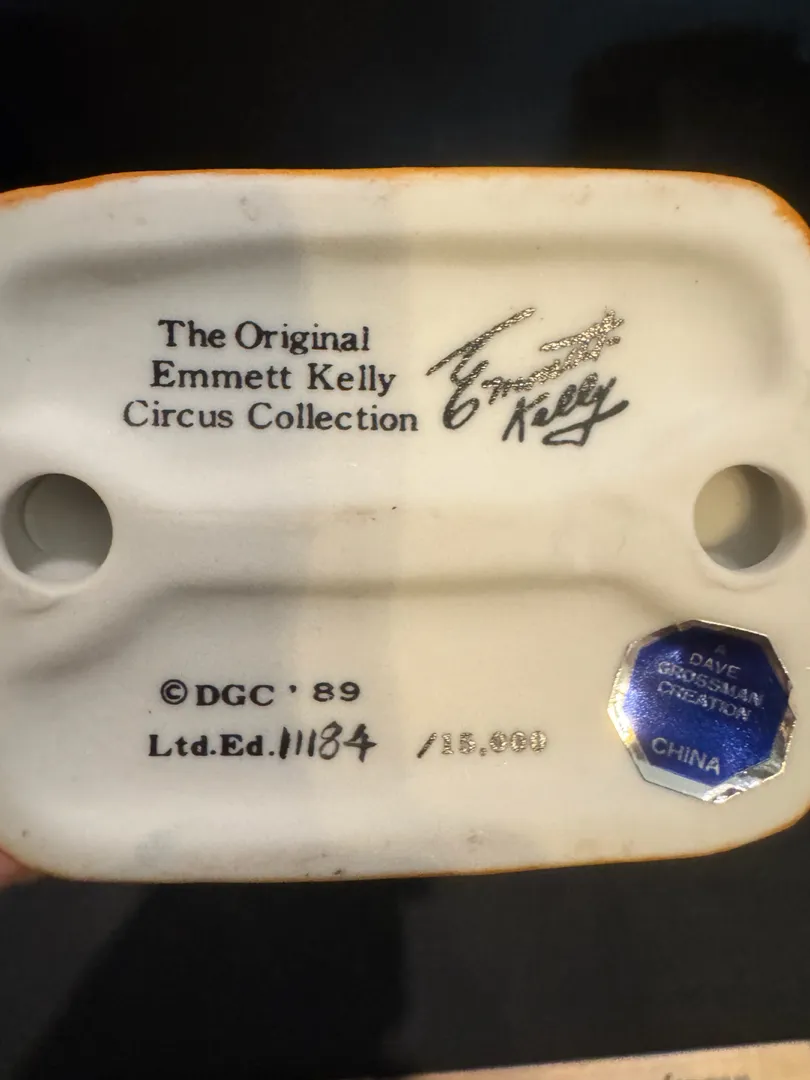 The Original
Emmett Kelly
Circus Collection
Emmett
Kelly
© DGC ' 89
Ltd.Ed. 11184 /15,000
A
DAVE
GROSSMAN
CREATION
CHINA